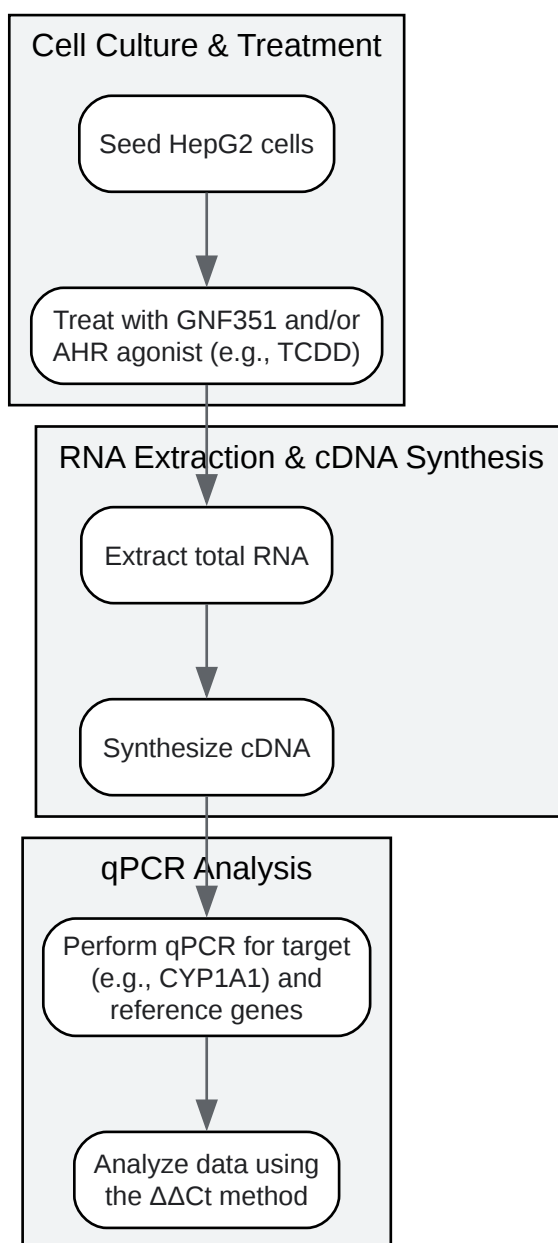 Cell Culture & Treatment
Seed HepG2 cells
Treat with GNF351 and/or
AHR agonist (e.g., TCDD)
RNA Extraction & cDNA Synthesis
Extract total RNA
Synthesize cDNA
qPCR Analysis
Perform qPCR for target
(e.g., CYP1A1) and
reference genes
Analyze data using
the ΔΔCt method